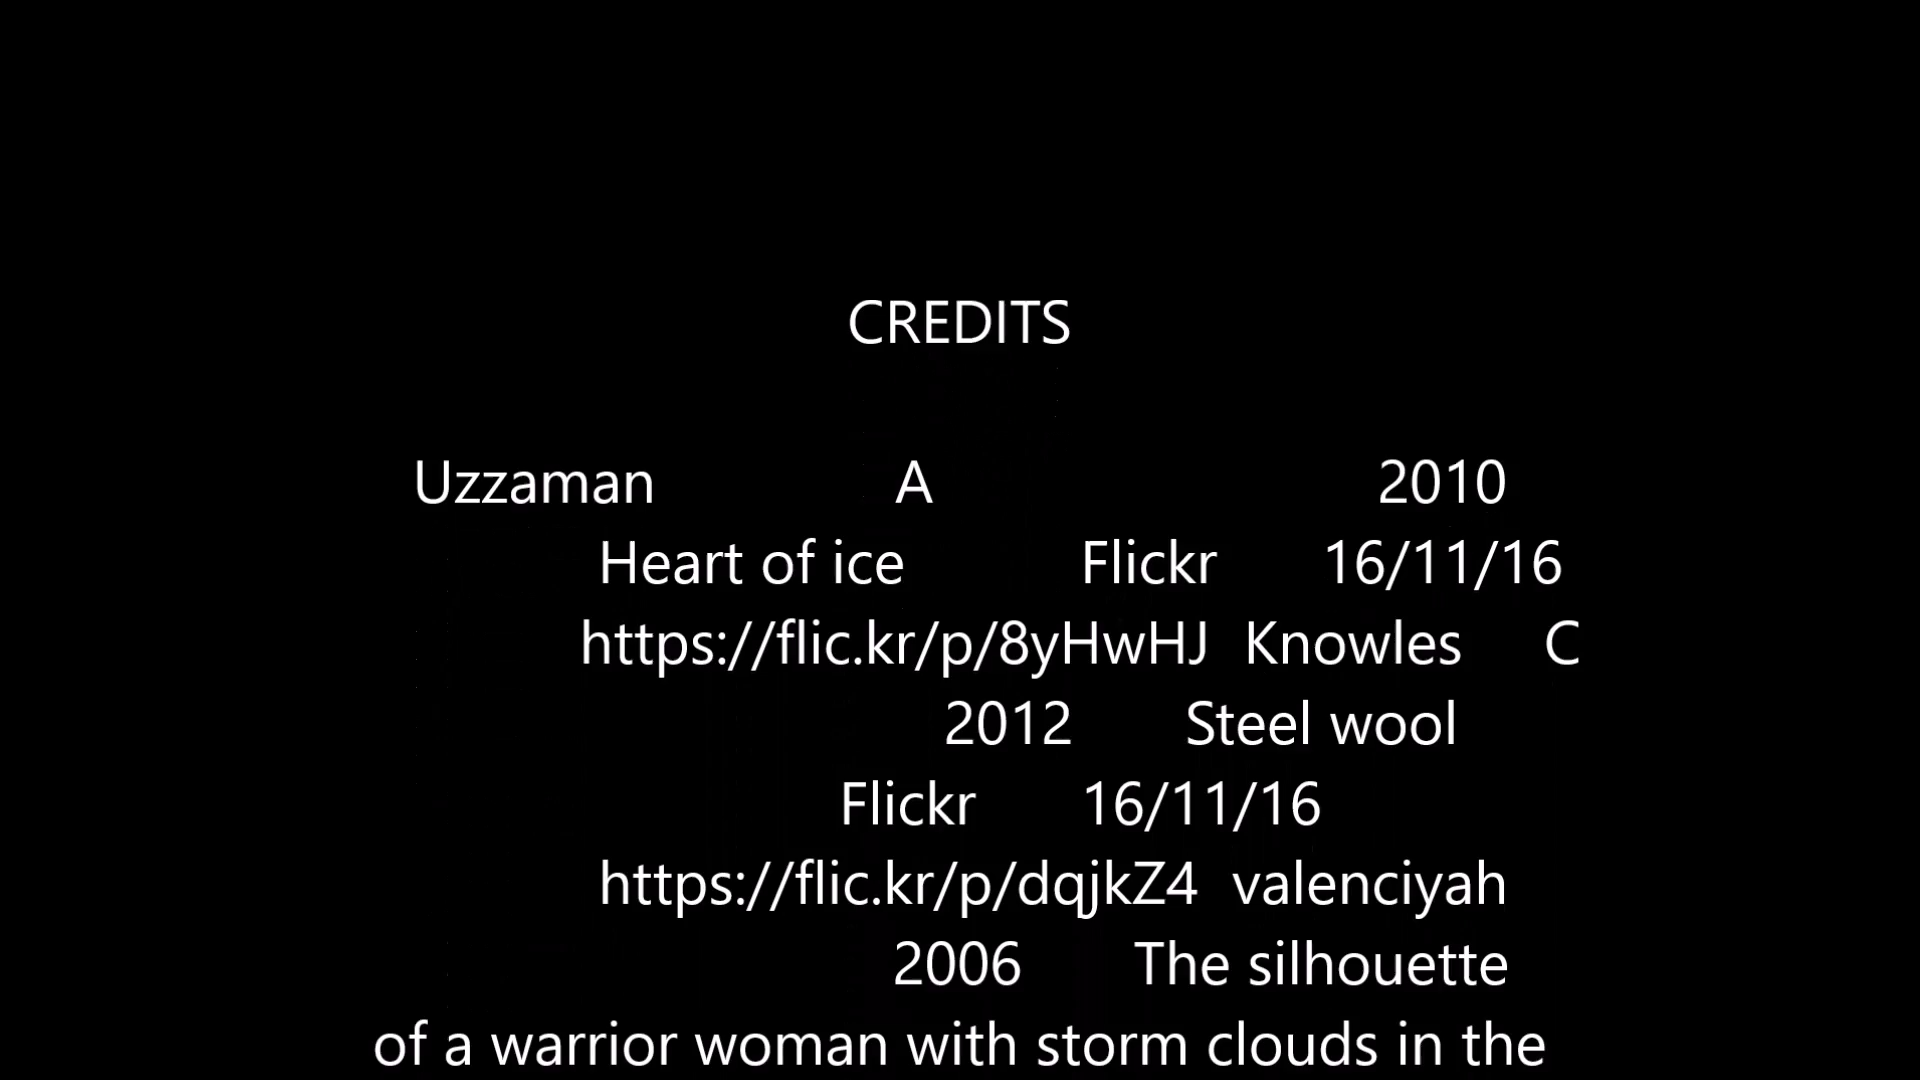 CREDITS
Uzzaman A 2010
Heart of ice Flickr 16/11/16
https://flic.kr/p/8yHwHJ Knowles C
2012 Steel wool
Flickr 16/11/16
https://flic.kr/p/dqjkZ4 valenciyah
2006 The silhouette
of a warrior woman with storm clouds in the